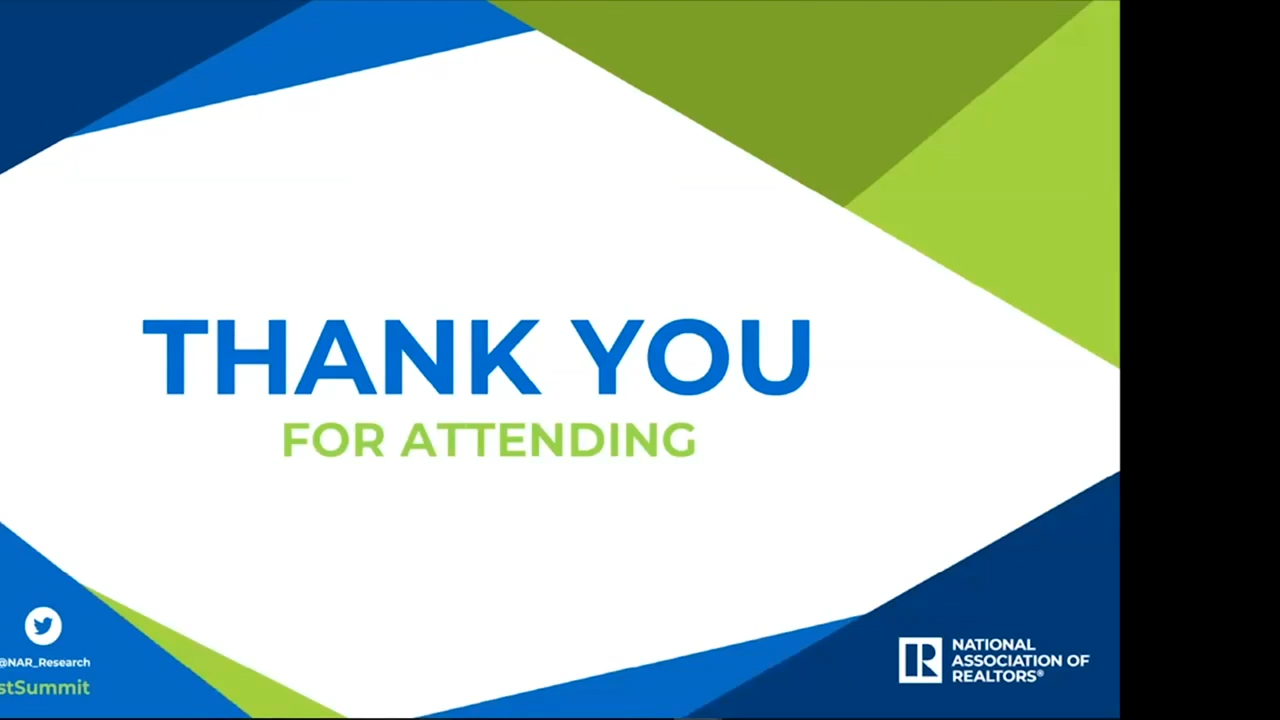 THANK YOU
FOR ATTENDING
@NAR_Research
stSummit
NATIONAL
ASSOCIATION OF
REALTORS®